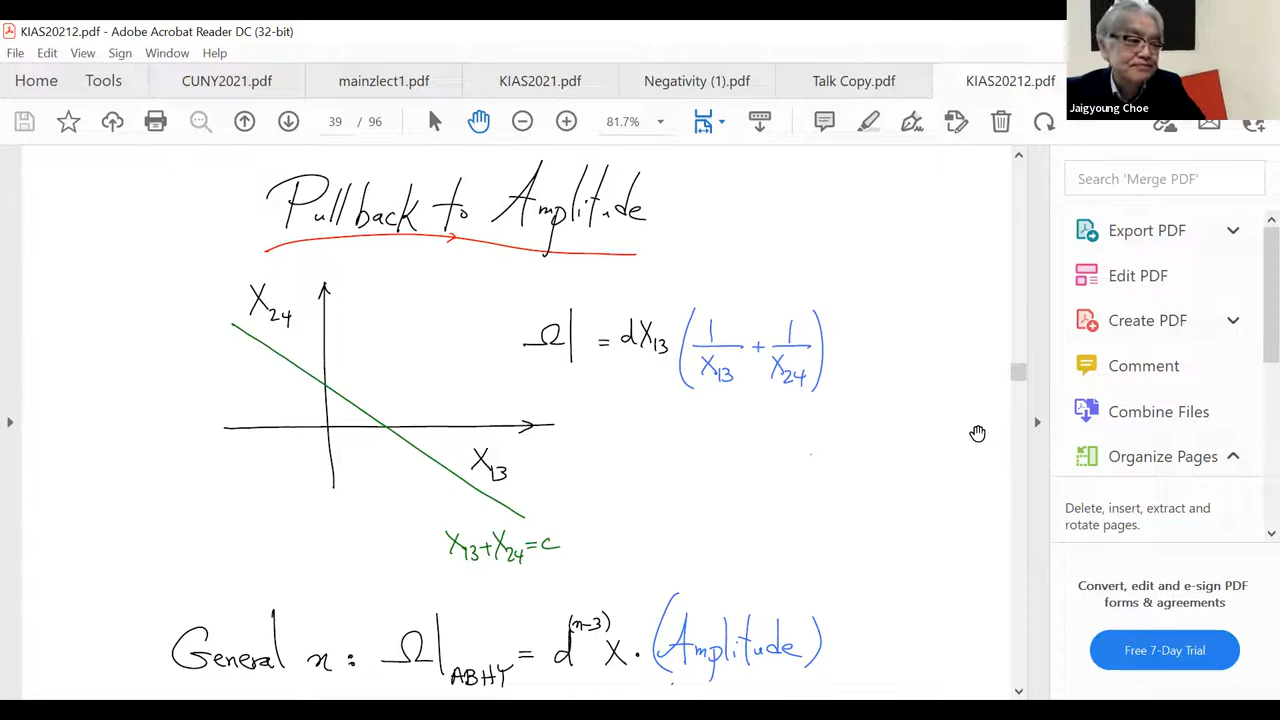 KIAS20212.pdf - Adobe Acrobat Reader DC (32-bit)
File Edit View Sign Window Help
Home Tools CUNY2021.pdf mainzlect1.pdf KIAS2021.pdf Negativity (1).pdf Talk Copy.pdf KIAS20212.pdf
Jaigyoung Choe
39 / 96 81.7%
Pullback to Amplitude
Search 'Merge PDF'
Export PDF
Edit PDF
Create PDF
Comment
Combine Files
Organize Pages
Delete, insert, extract and
rotate pages.
Convert, edit and e-sign PDF
forms & agreements
Free 7-Day Trial
X₂₄
Ω| = dX₁₃ (1/X₁₃ + 1/X₂₄)
X₁₃
X₁₃+X₂₄=c
General n: Ω|ABHY = d⁽ⁿ⁻³⁾X · (Amplitude)